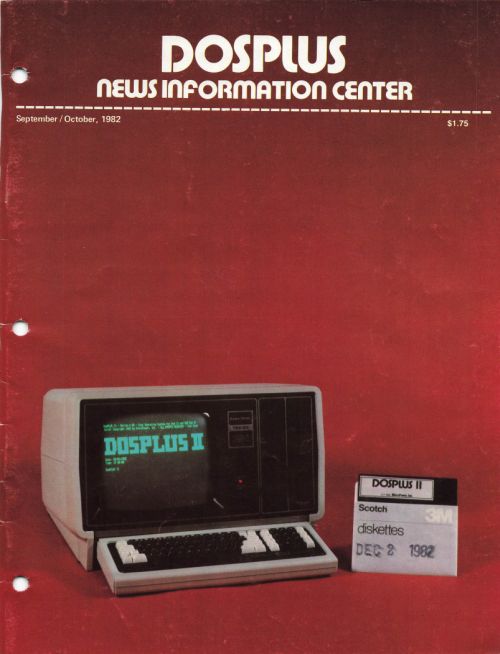 DOSPLUS
NEWS INFORMATION CENTER
September/October, 1982
$1.75
DOSPLUS II
DOSPLUS II
Scotch
3M
diskettes
DEC 2 1982